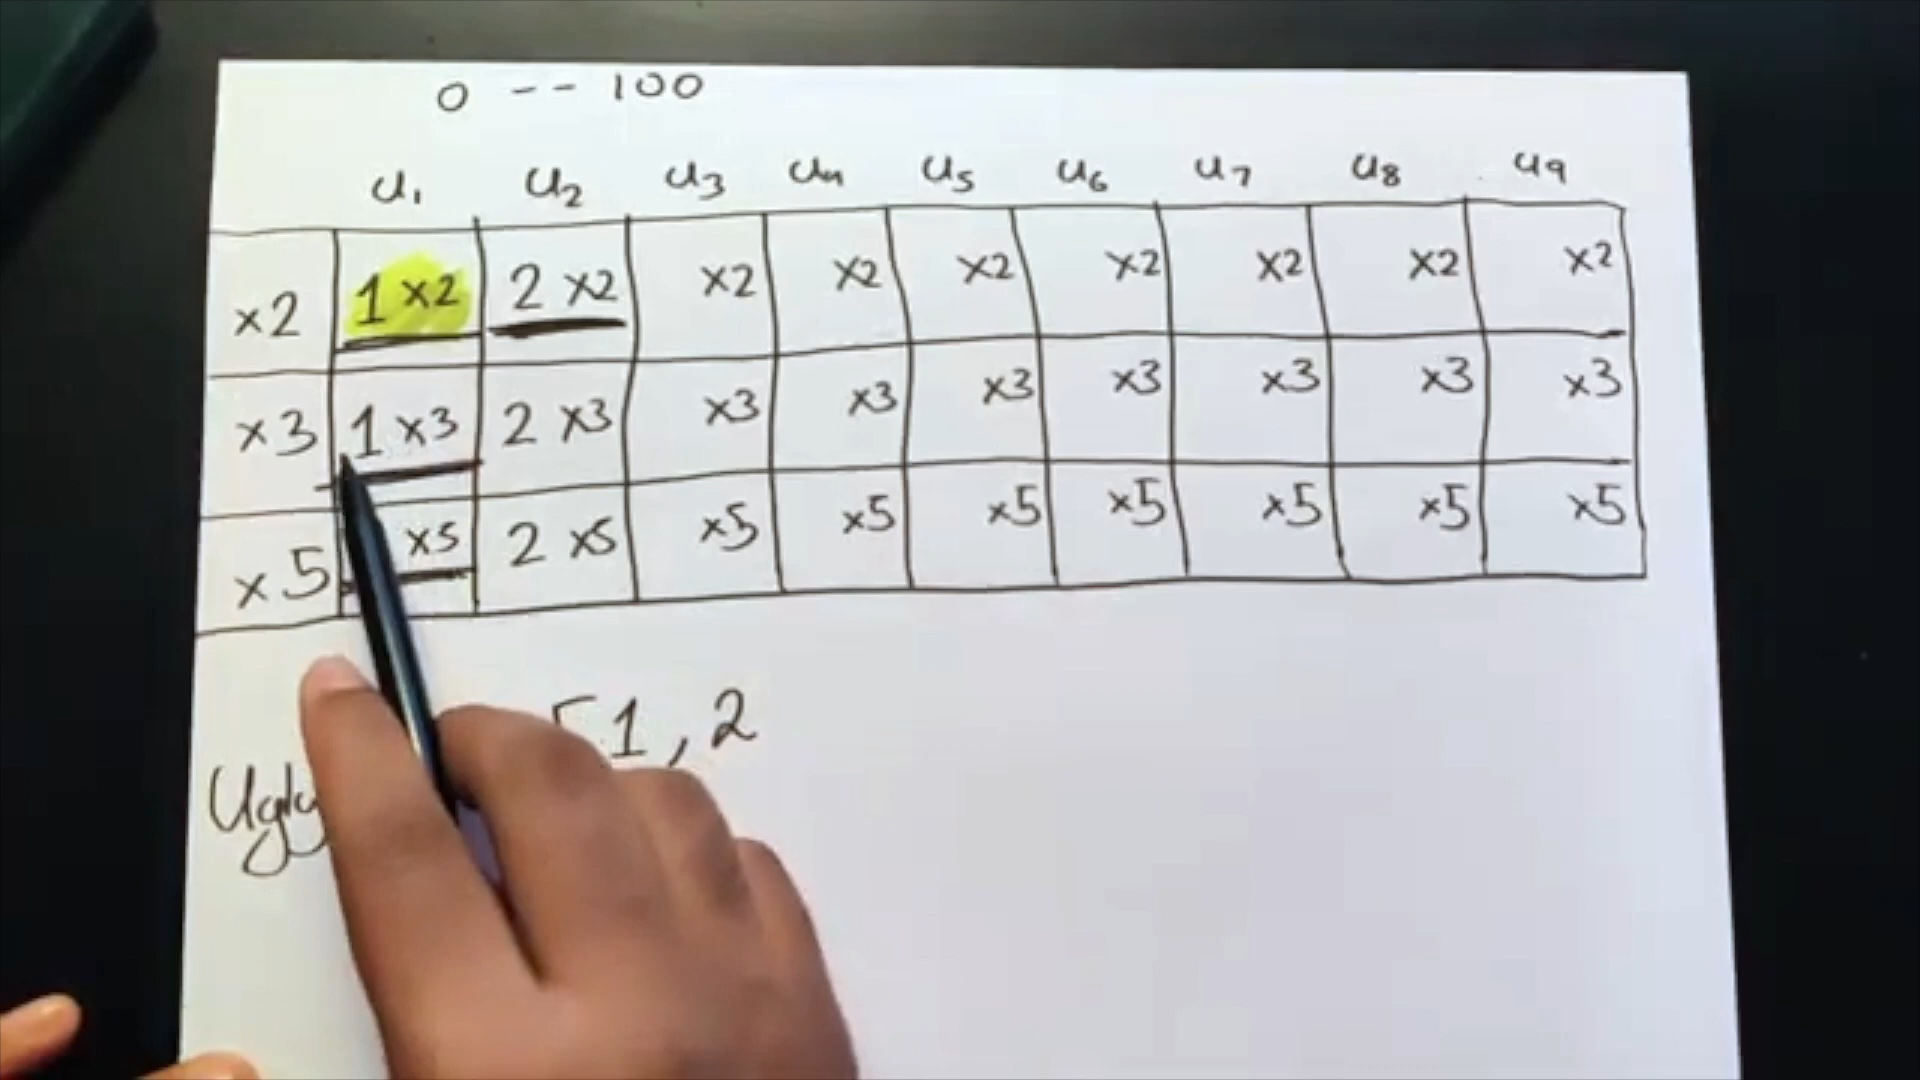 0 -- 100
u1 u2 u3 u4 u5 u6 u7 u8 u9
x2 1 x2 2 x2 x2 x2 x2 x2 x2 x2 x2
x3 1 x3 2 x3 x3 x3 x3 x3 x3 x3 x3
x5 x5 2 x5 x5 x5 x5 x5 x5 x5 x5
Ugly [1, 2